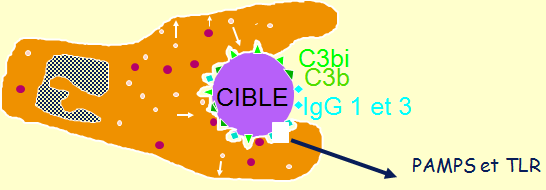 C3bi
C3b
CIBLE
IgG 1 et 3
PAMPS et TLR